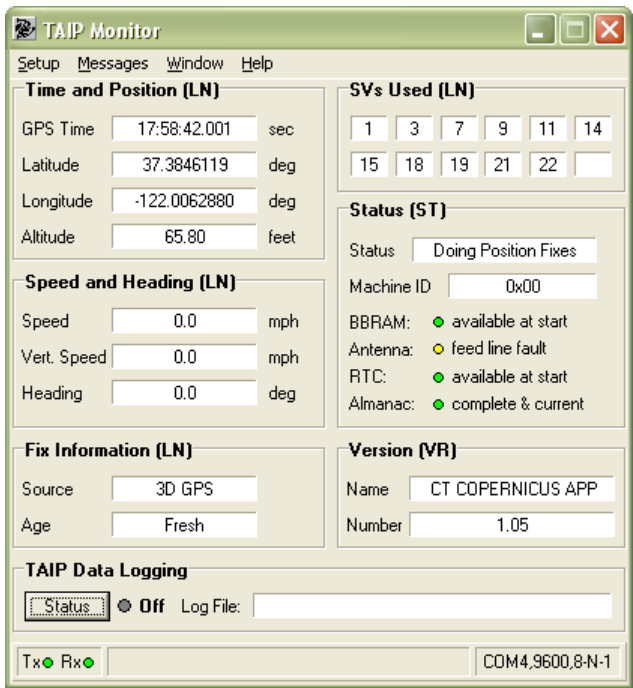 TAIP Monitor
Setup Messages Window Help
Time and Position (LN)
GPS Time 17:58:42.001 sec
Latitude 37.3846119 deg
Longitude -122.0062880 deg
Altitude 65.80 feet
Speed and Heading (LN)
Speed 0.0 mph
Vert. Speed 0.0 mph
Heading 0.0 deg
Fix Information (LN)
Source 3D GPS
Age Fresh
SVs Used (LN)
1 3 7 9 11 14
15 18 19 21 22
Status (ST)
Status Doing Position Fixes
Machine ID 0x00
BBRAM: available at start
Antenna: feed line fault
RTC: available at start
Almanac: complete & current
Version (VR)
Name CT COPERNICUS APP
Number 1.05
TAIP Data Logging
Status Off Log File:
Tx Rx COM4,9600,8-N-1